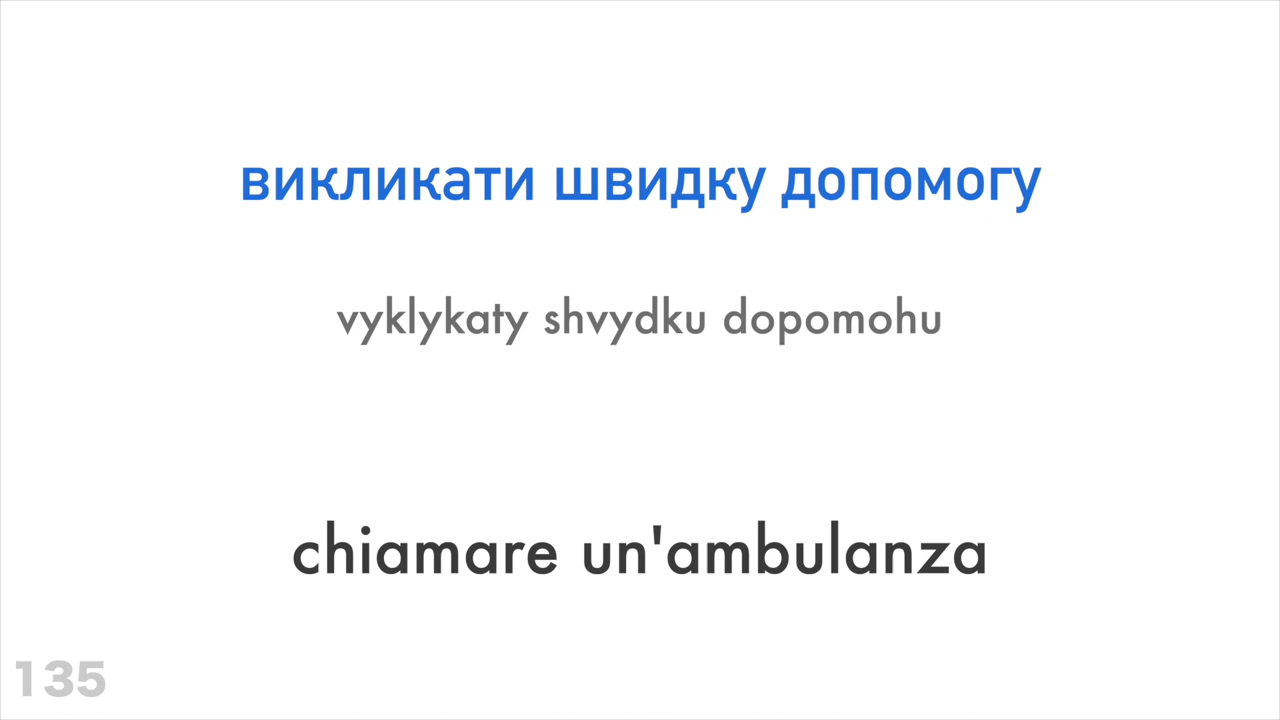 викликати швидку допомогу
vyklykaty shvydku dopomohu
chiamare un'ambulanza
135